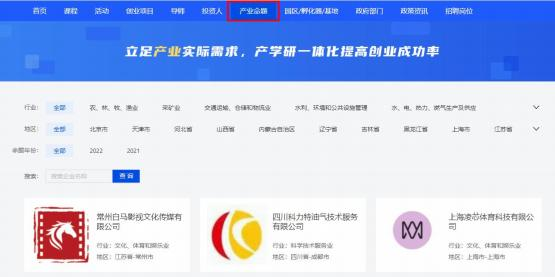 首页 课程 活动 创业项目 导师 投资人 产业命题 园区/孵化器/基地 政府部门 政策资讯 招聘岗位
立足产业实际需求，产学研一体化提高创业成功率
行业： 全部 农、林、牧、渔业 采矿业 交通运输、仓储和物流业 水利、环境和公共设施管理 水、电、热力、燃气生产及供应
地区： 全部 北京市 天津市 河北省 山西省 内蒙古自治区 辽宁省 吉林省 黑龙江省 上海市 江苏省
命题年份： 全部 2022 2021
搜索： 搜索企业名称 查 询
常州白马影视文化传媒有
限公司
行业：文化、体育和娱乐业
地区：江苏省-常州市
四川科力特油气技术服务
有限公司
行业：科学技术服务业
地区：四川省-成都市
上海凌芯体育科技有限公
司
行业：文化、体育和娱乐业
地区：上海市-上海市